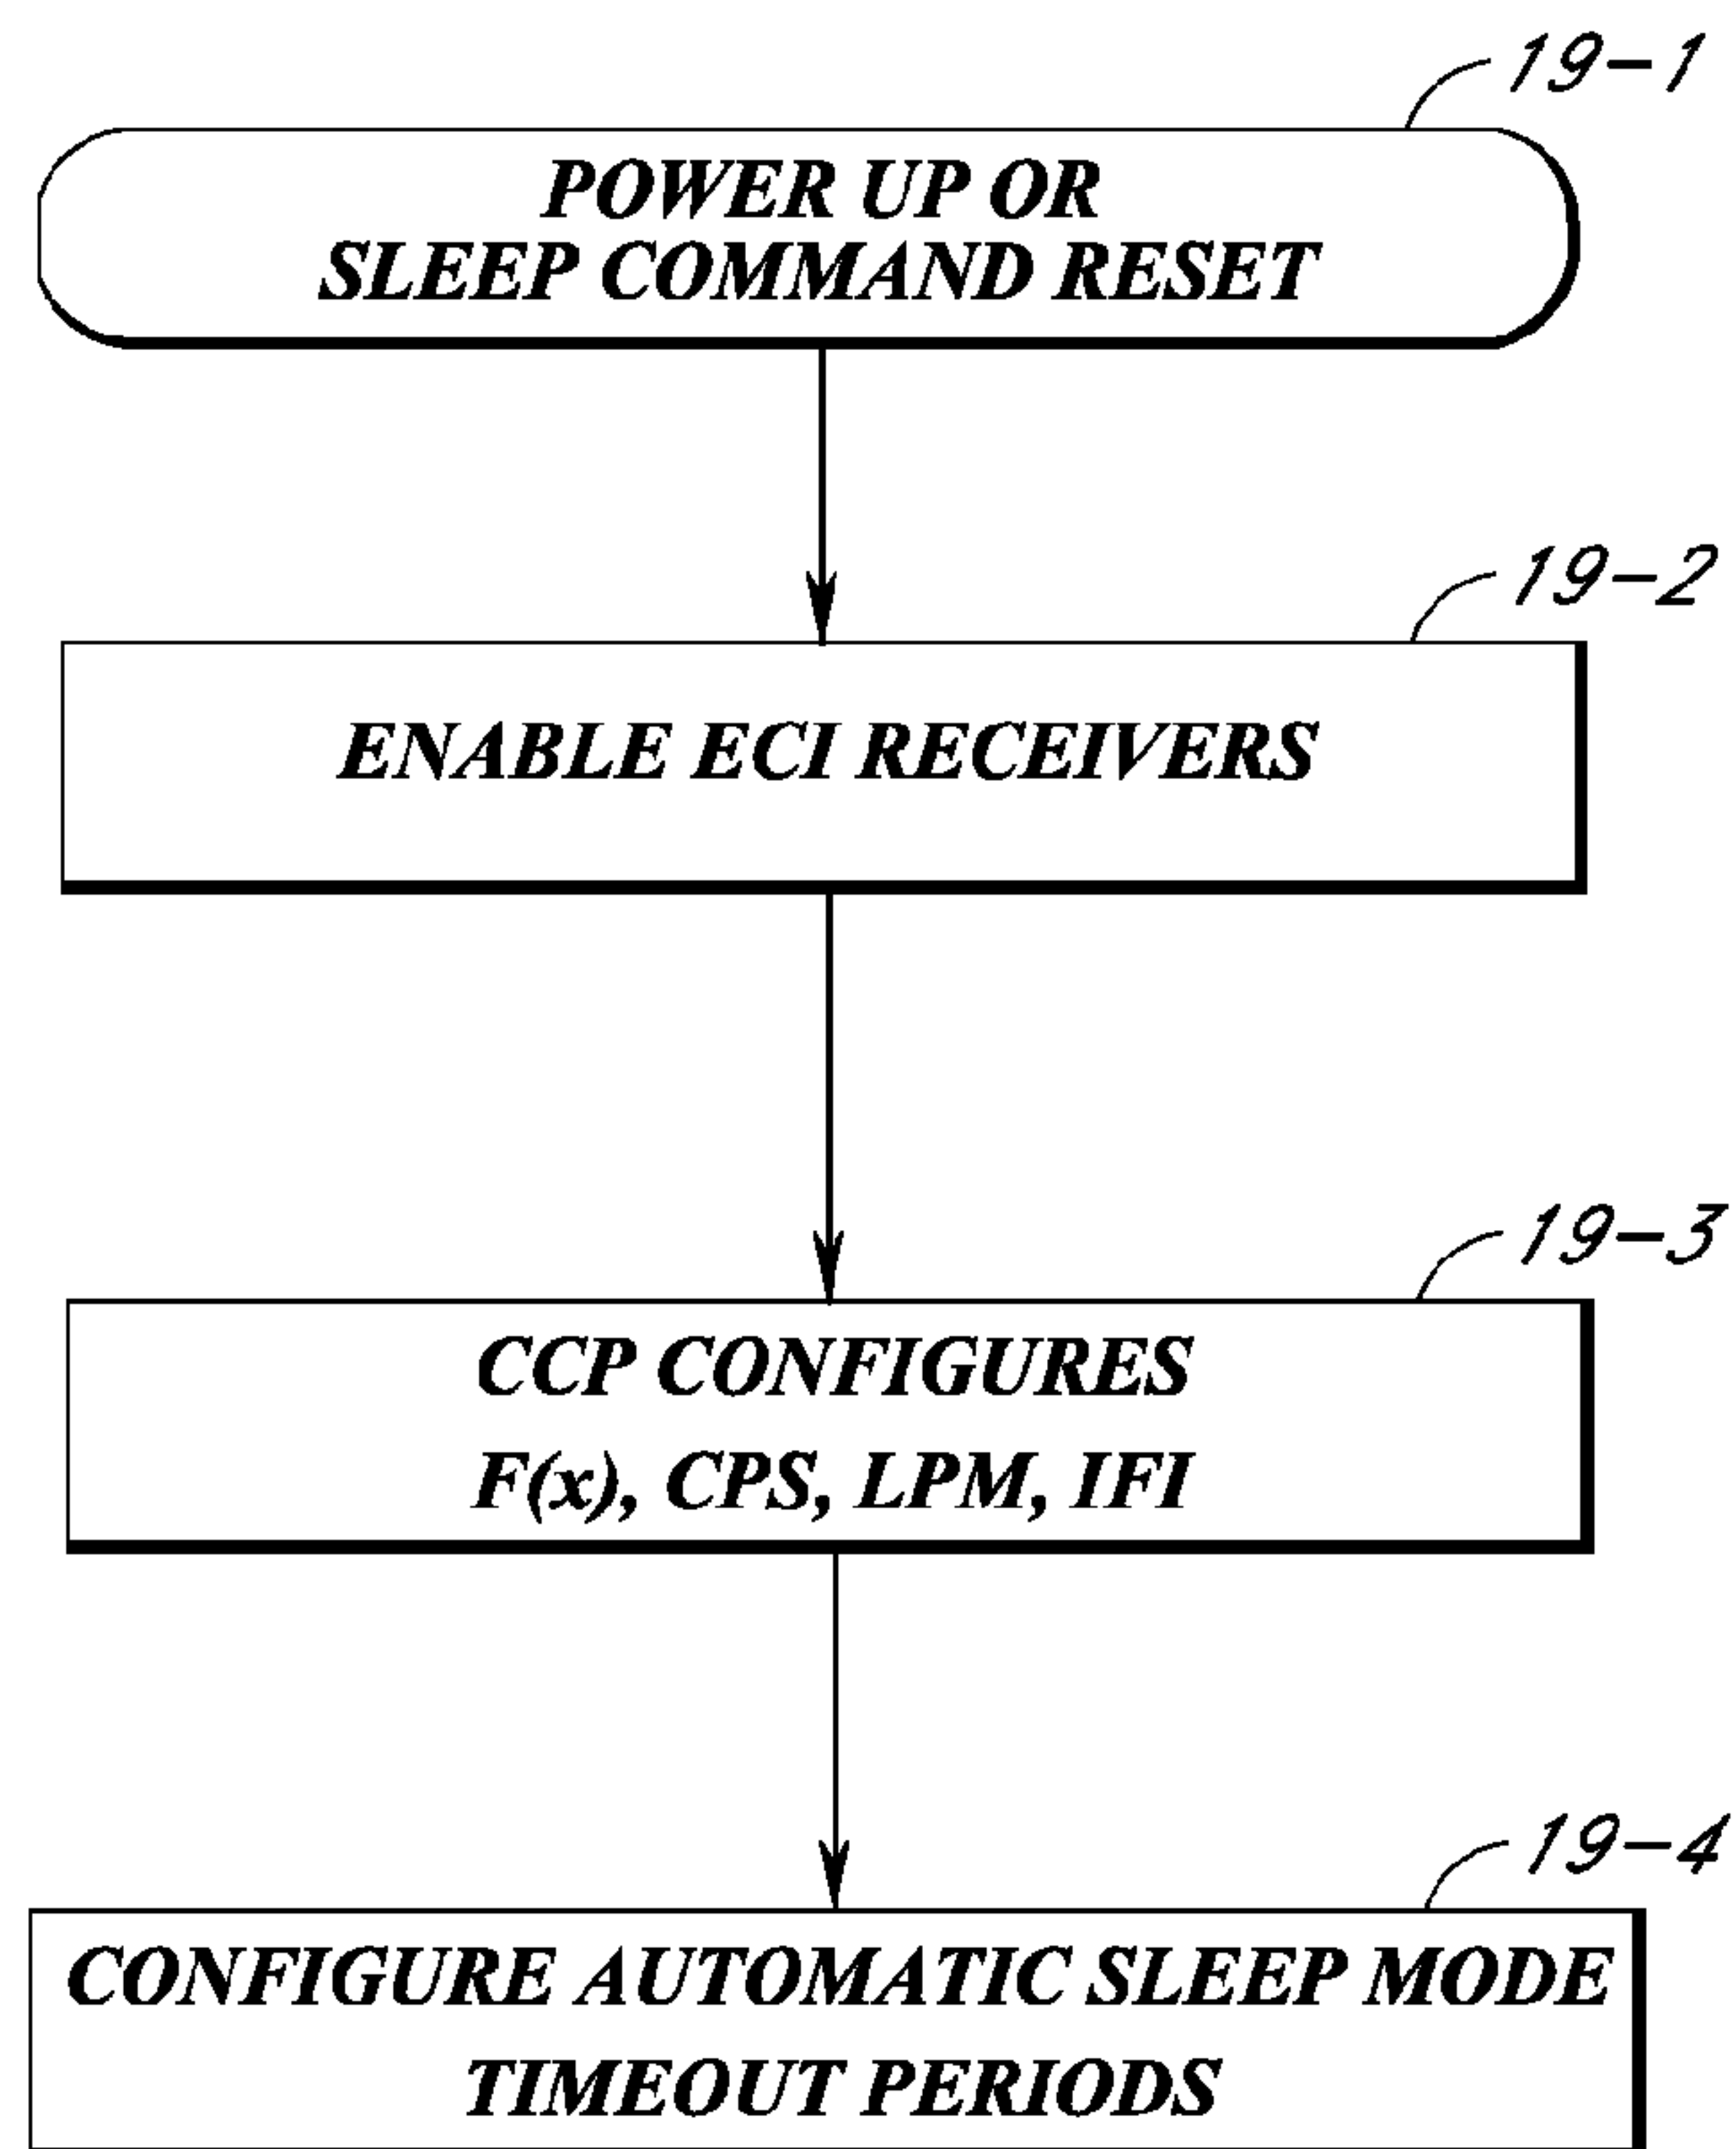 19-1
POWER UP OR
SLEEP COMMAND RESET
19-2
ENABLE ECI RECEIVERS
19-3
CCP CONFIGURES
F(x), CPS, LPM, IFI
19-4
CONFIGURE AUTOMATIC SLEEP MODE
TIMEOUT PERIODS